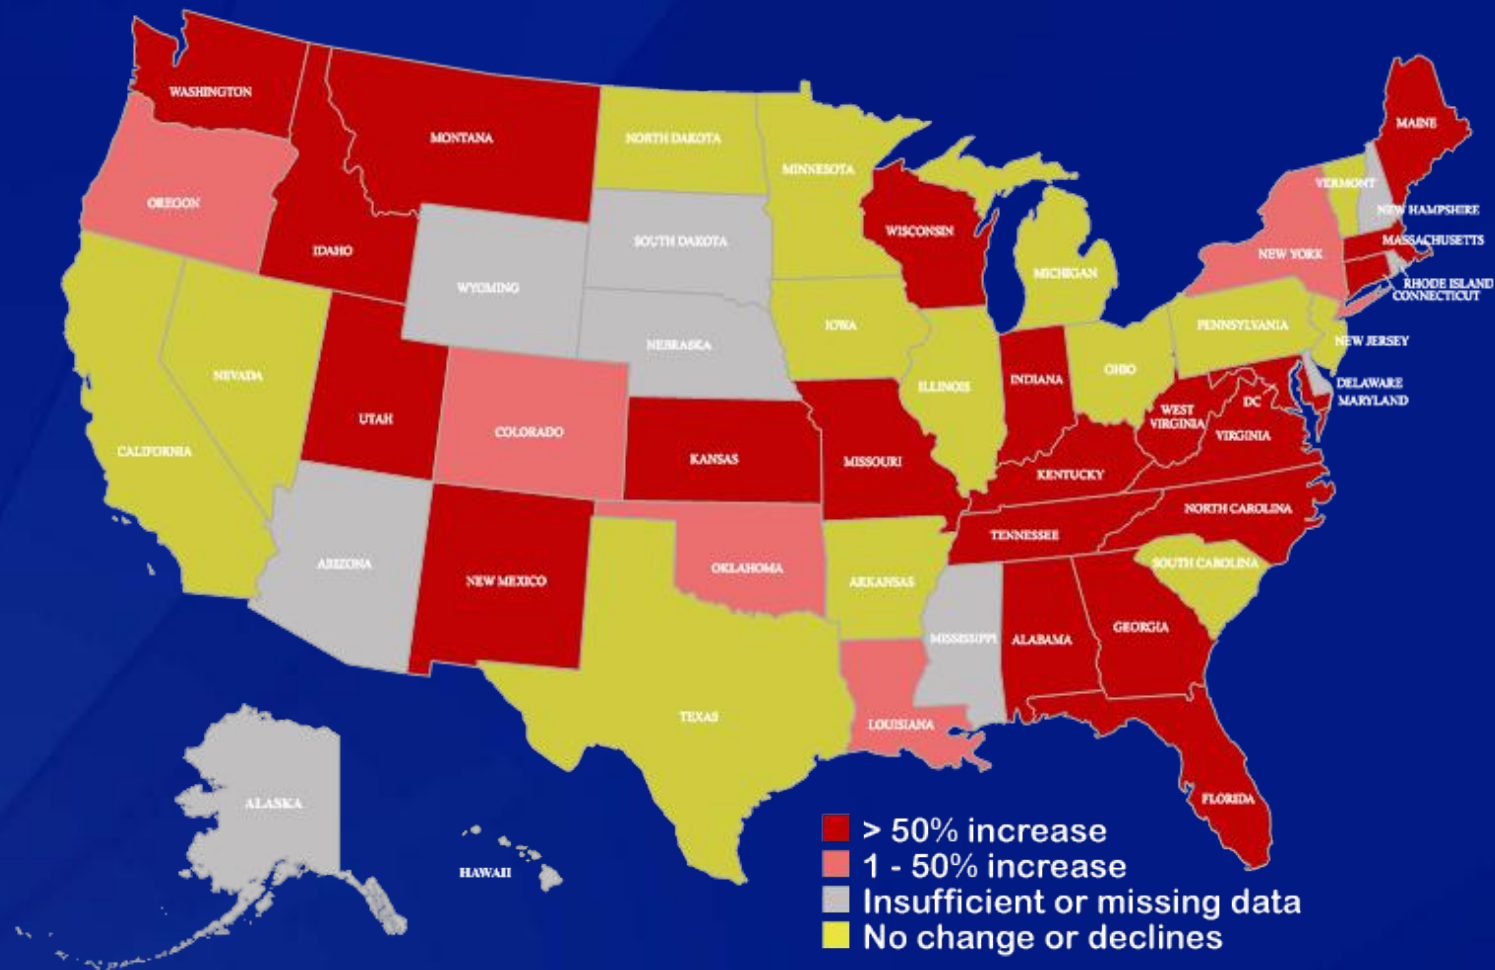 WASHINGTON
MONTANA
NORTH DAKOTA
MINNESOTA
MAINE
OREGON
IDAHO
WYOMING
SOUTH DAKOTA
WISCONSIN
MICHIGAN
VERMONT
NEW HAMPSHIRE
NEW YORK
MASSACHUSETTS
RHODE ISLAND
CONNECTICUT
NEBRASKA
IOWA
PENNSYLVANIA
NEW JERSEY
NEVADA
UTAH
COLORADO
ILLINOIS
INDIANA
OHIO
DELAWARE
MARYLAND
DC
WEST
VIRGINIA
VIRGINIA
CALIFORNIA
KANSAS
MISSOURI
KENTUCKY
NORTH CAROLINA
TENNESSEE
ARIZONA
NEW MEXICO
OKLAHOMA
ARKANSAS
SOUTH CAROLINA
MISSISSIPPI
ALABAMA
GEORGIA
TEXAS
LOUISIANA
FLORIDA
ALASKA
HAWAII
> 50% increase
1 - 50% increase
Insufficient or missing data
No change or declines